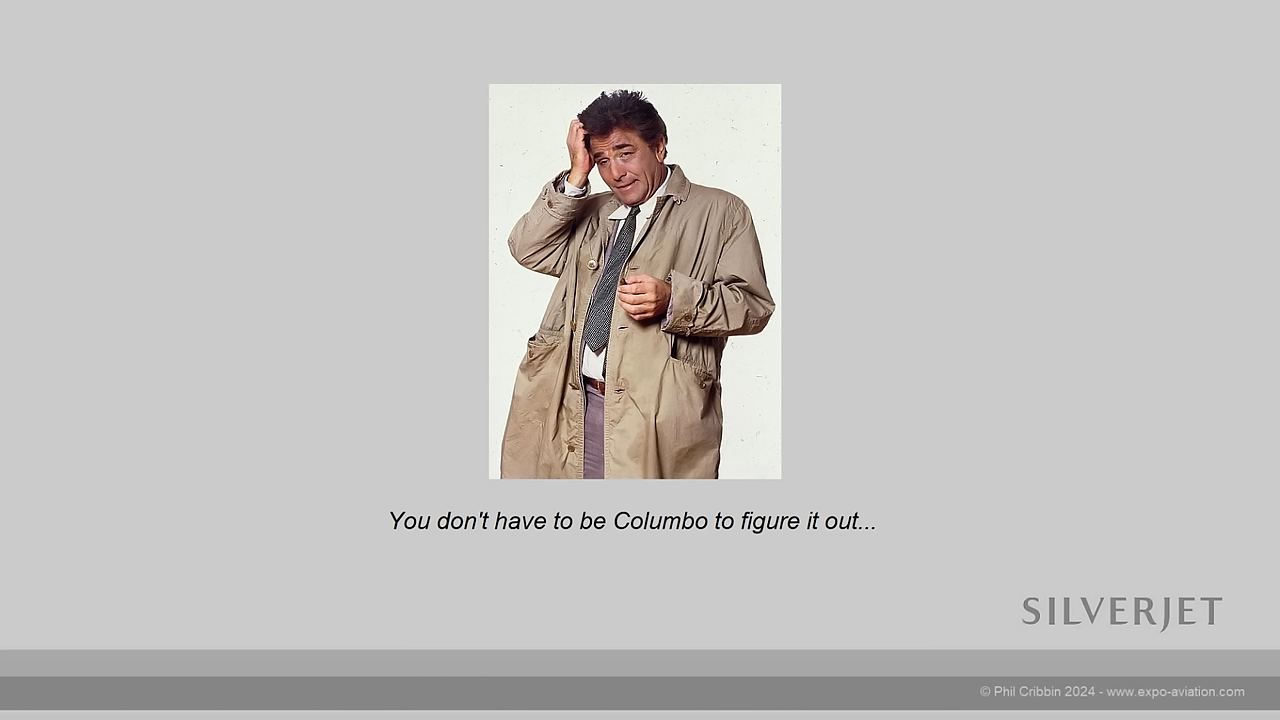 You don't have to be Columbo to figure it out...
SILVERJET
© Phil Cribbin 2024 - www.expo-aviation.com